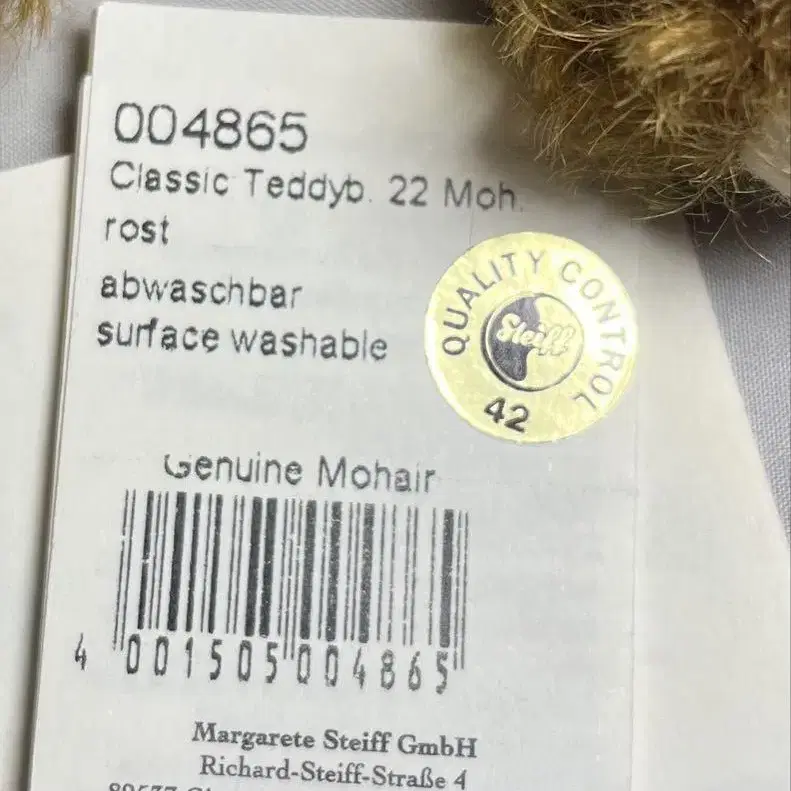 004865
Classic Teddyb. 22 Moh.
rost
abwaschbar
surface washable
QUALITY CONTROL
Steiff
42
Genuine Mohair
4 001505 004865
Margarete Steiff GmbH
Richard-Steiff-Straße 4